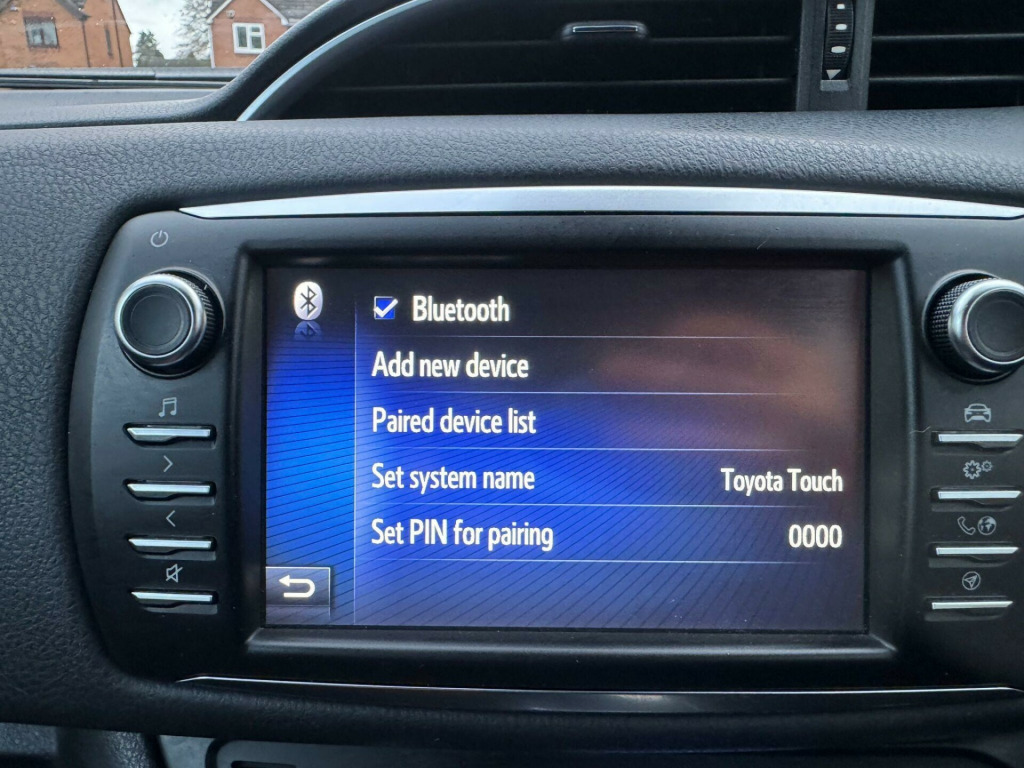 Bluetooth
Add new device
Paired device list
Set system name Toyota Touch
Set PIN for pairing 0000